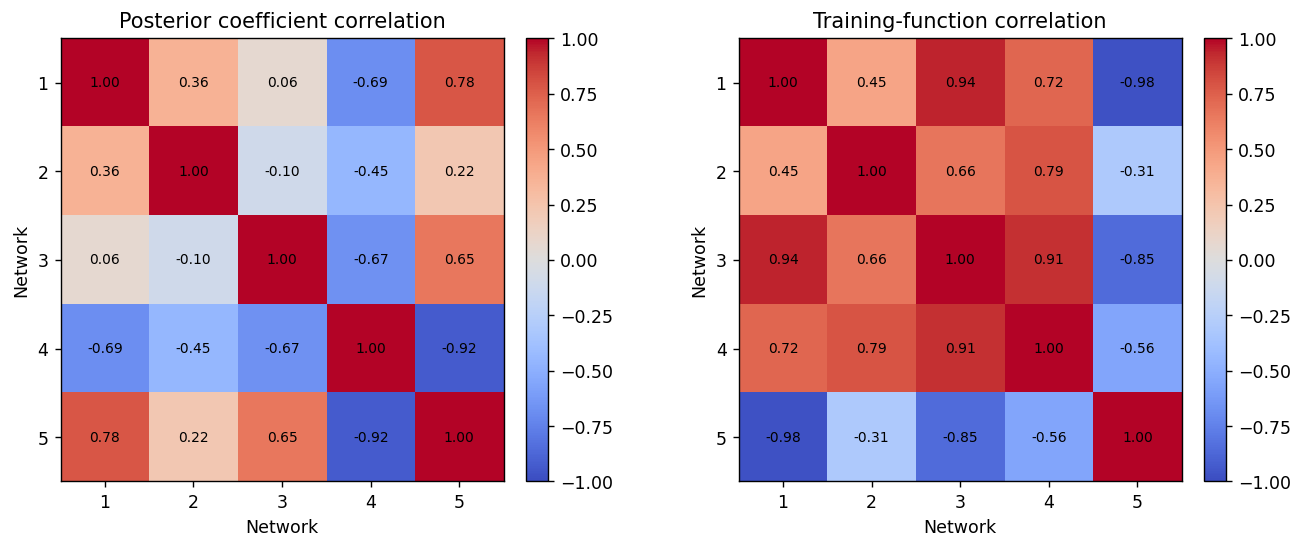 Posterior coefficient correlation
1 1.00 0.36 0.06 -0.69 0.78
2 0.36 1.00 -0.10 -0.45 0.22
3 0.06 -0.10 1.00 -0.67 0.65
4 -0.69 -0.45 -0.67 1.00 -0.92
5 0.78 0.22 0.65 -0.92 1.00
1 2 3 4 5
Network
Network
1.00
0.75
0.50
0.25
0.00
−0.25
−0.50
−0.75
−1.00
Training-function correlation
1 1.00 0.45 0.94 0.72 -0.98
2 0.45 1.00 0.66 0.79 -0.31
3 0.94 0.66 1.00 0.91 -0.85
4 0.72 0.79 0.91 1.00 -0.56
5 -0.98 -0.31 -0.85 -0.56 1.00
1 2 3 4 5
Network
Network
1.00
0.75
0.50
0.25
0.00
−0.25
−0.50
−0.75
−1.00